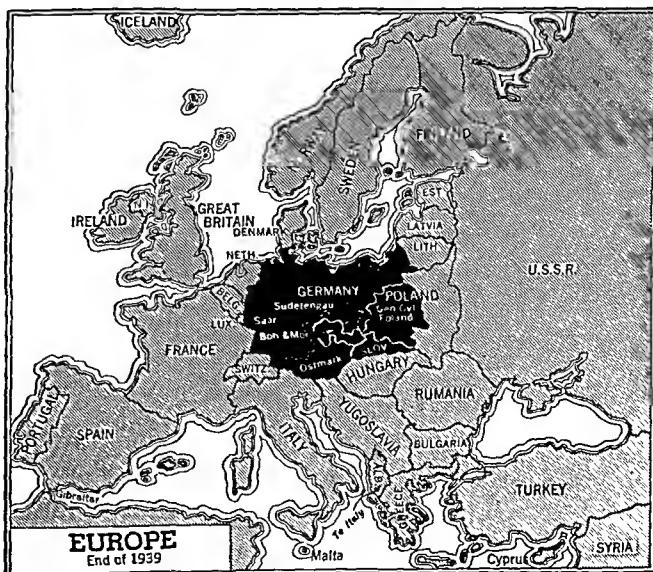 ICELAND
FINLAND
SWEDEN
EST.
GREAT
BRITAIN
N.I.
IRELAND
DENMARK
LATVIA
LITH.
NETH.
U.S.S.R.
GERMANY
POLAND
Sudetengau
Gen Gvt
Poland
BELG.
Saar
LUX.
Boh & Mor
SLOV.
Ostmark
FRANCE
SWITZ.
HUNGARY
RUMANIA
YUGOSLAVIA
ITALY
PORTUGAL
SPAIN
BULGARIA
TURKEY
GREECE
Gibraltar
To Italy
EUROPE
End of 1939
Malta
Cyprus
SYRIA